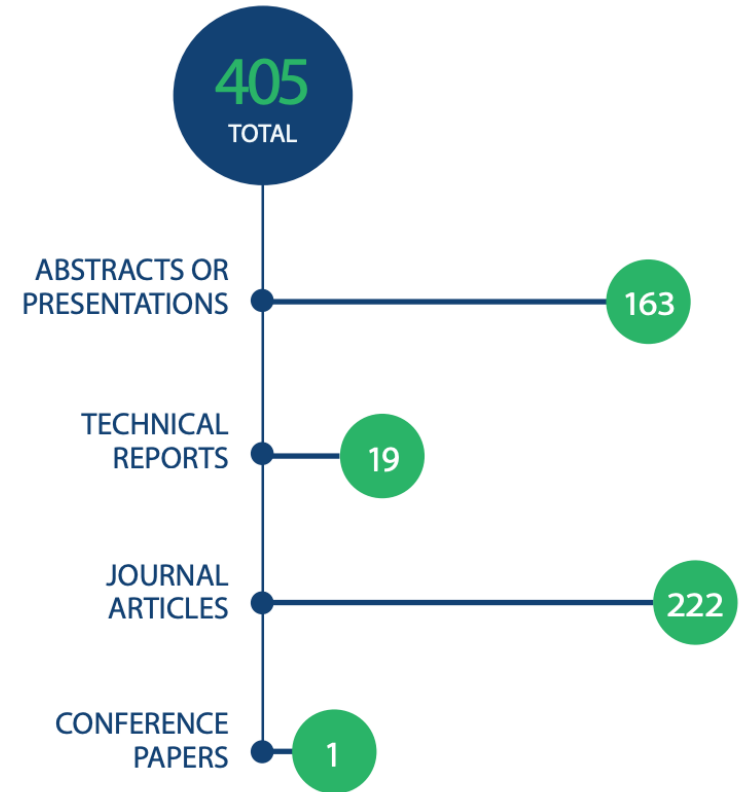 405
TOTAL
ABSTRACTS OR
PRESENTATIONS
163
TECHNICAL
REPORTS
19
JOURNAL
ARTICLES
222
CONFERENCE
PAPERS
1